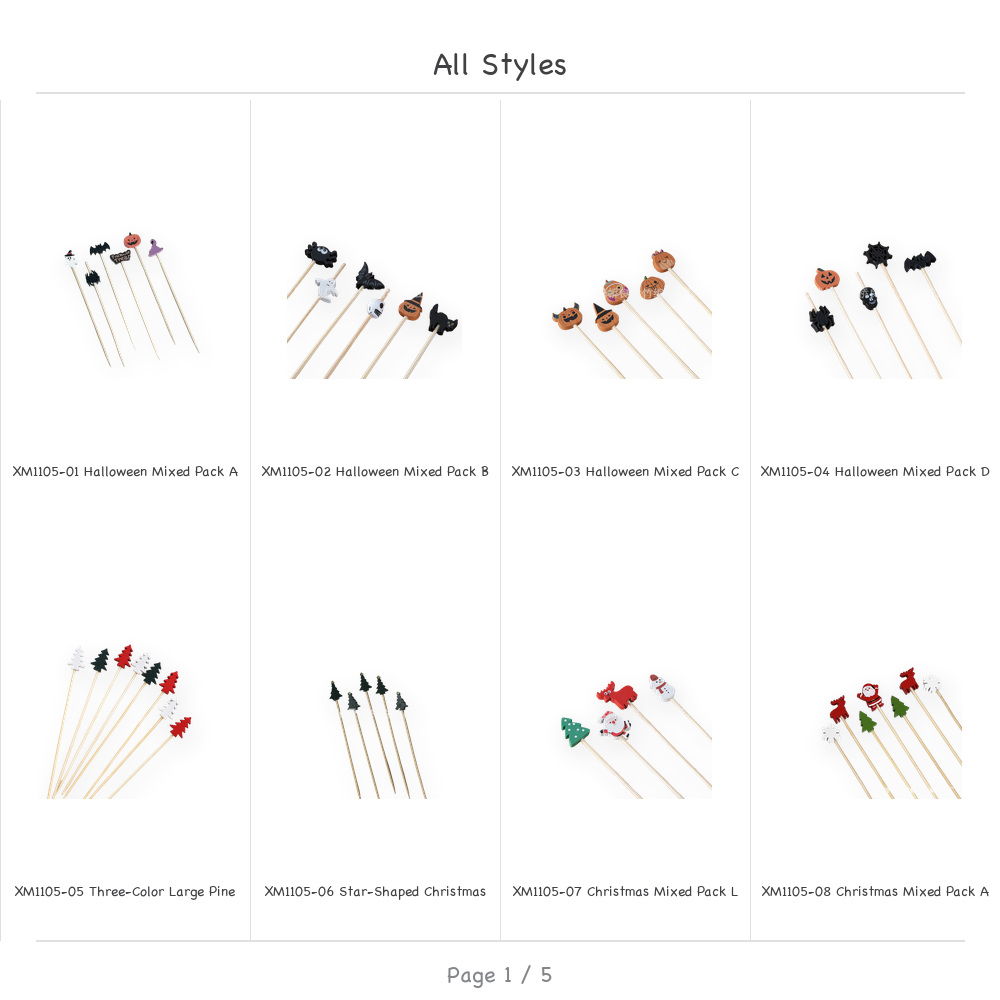 All Styles
XM1105-01 Halloween Mixed Pack A
XM1105-02 Halloween Mixed Pack B
XM1105-03 Halloween Mixed Pack C
XM1105-04 Halloween Mixed Pack D
XM1105-05 Three-Color Large Pine
XM1105-06 Star-Shaped Christmas
XM1105-07 Christmas Mixed Pack L
XM1105-08 Christmas Mixed Pack A
Page 1 / 5